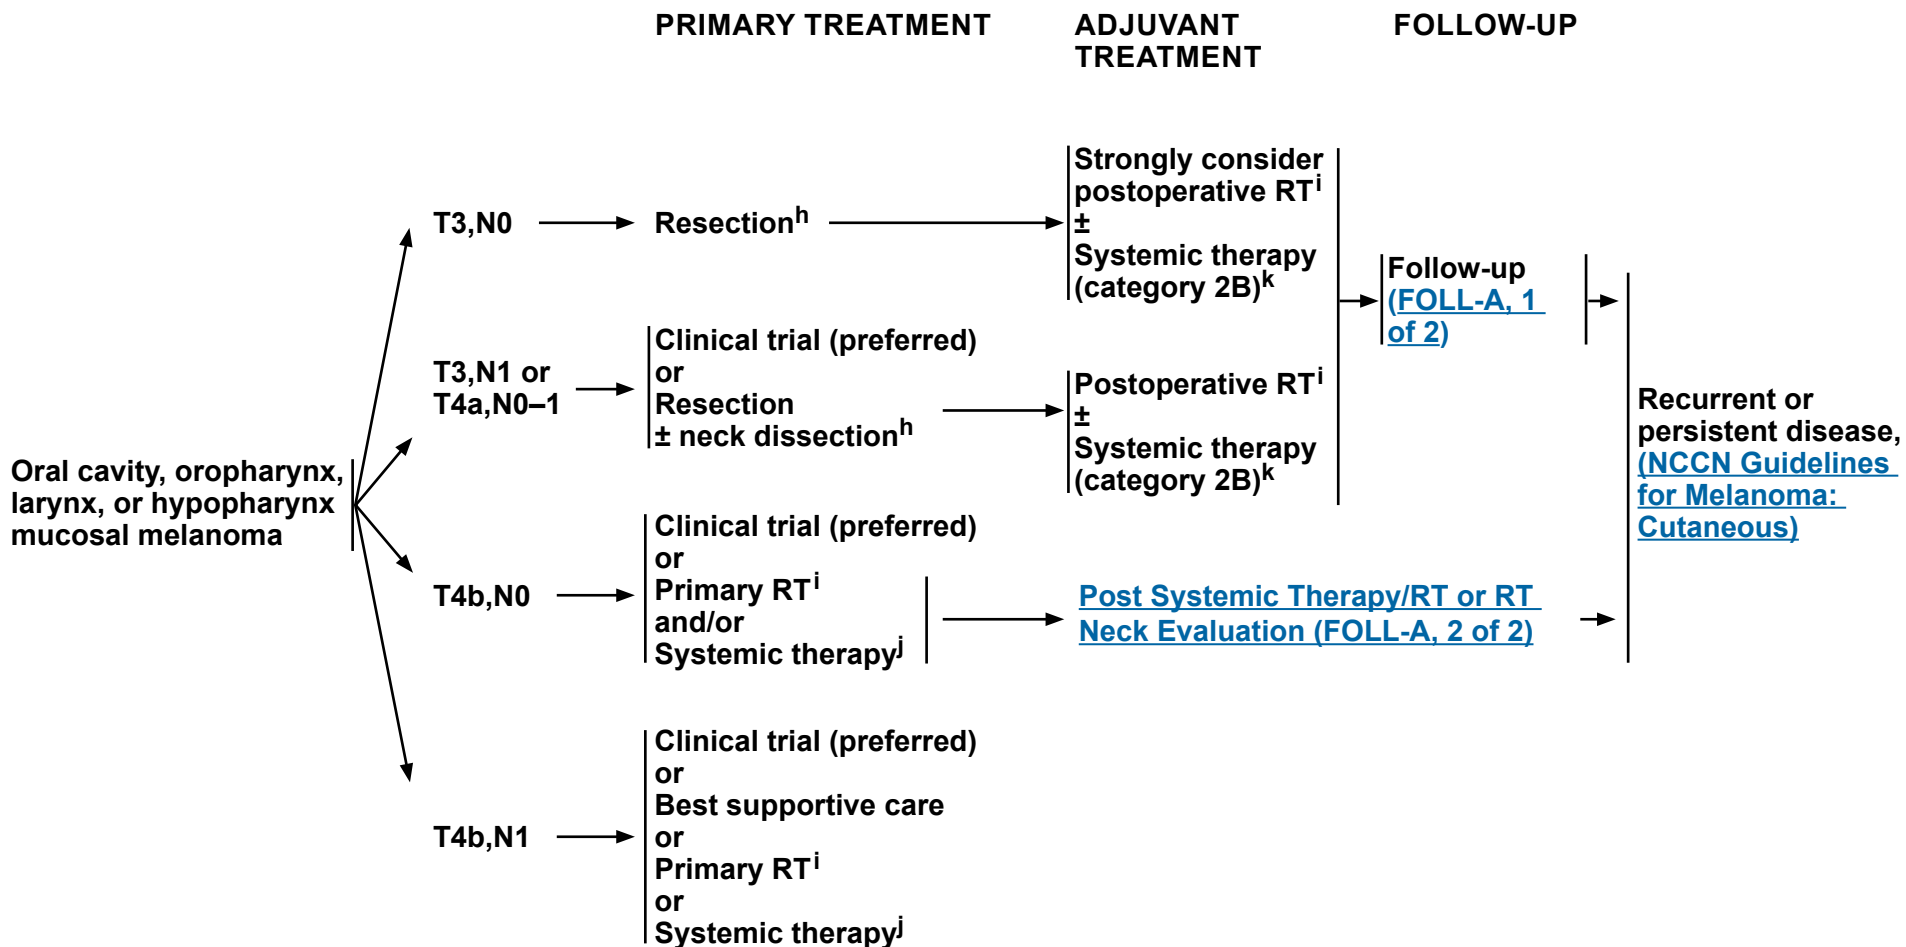 PRIMARY TREATMENT
ADJUVANT
TREATMENT
FOLLOW-UP
Oral cavity, oropharynx,
larynx, or hypopharynx
mucosal melanoma
T3,N0
Resectionʰ
Strongly consider
postoperative RTⁱ
±
Systemic therapy
(category 2B)ᵏ
T3,N1 or
T4a,N0–1
Clinical trial (preferred)
or
Resection
± neck dissectionʰ
Postoperative RTⁱ
±
Systemic therapy
(category 2B)ᵏ
Follow-up
(FOLL-A, 1
of 2)
T4b,N0
Clinical trial (preferred)
or
Primary RTⁱ
and/or
Systemic therapyʲ
Post Systemic Therapy/RT or RT
Neck Evaluation (FOLL-A, 2 of 2)
Recurrent or
persistent disease,
(NCCN Guidelines
for Melanoma:
Cutaneous)
T4b,N1
Clinical trial (preferred)
or
Best supportive care
or
Primary RTⁱ
or
Systemic therapyʲ